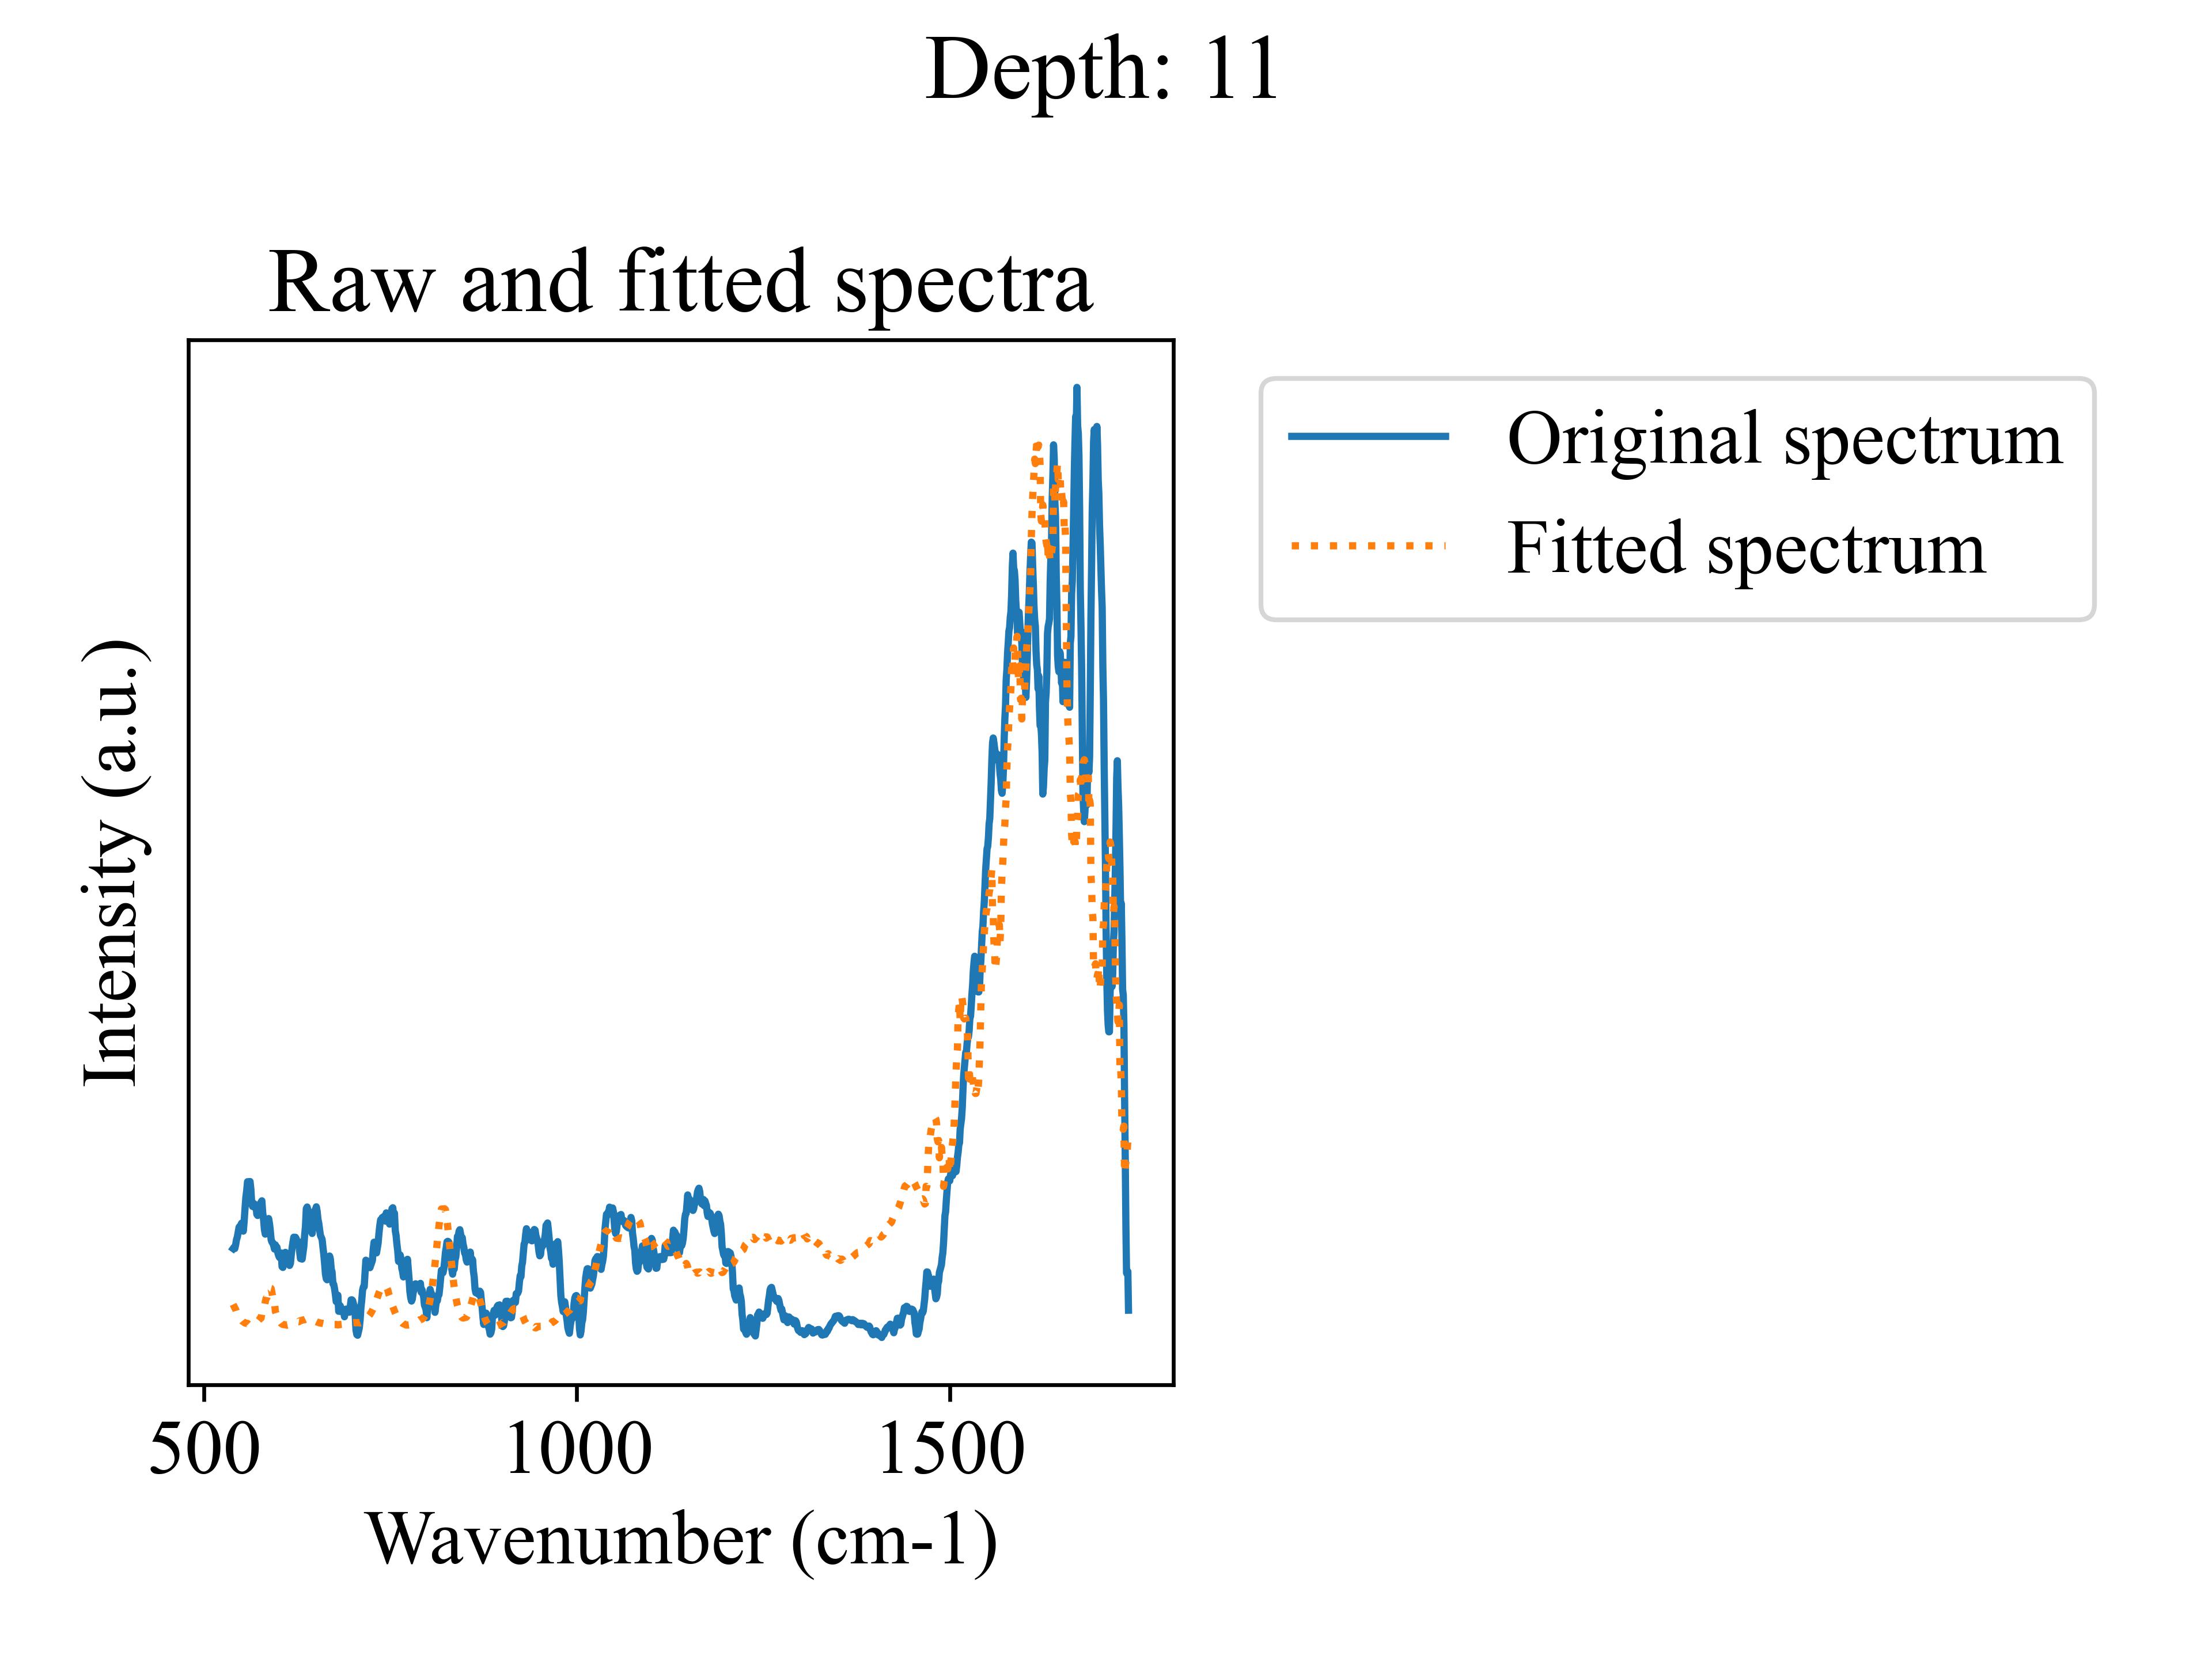 Depth: 11
Raw and fitted spectra
Original spectrum
Fitted spectrum
Intensity (a.u.)
500 1000 1500
Wavenumber (cm-1)